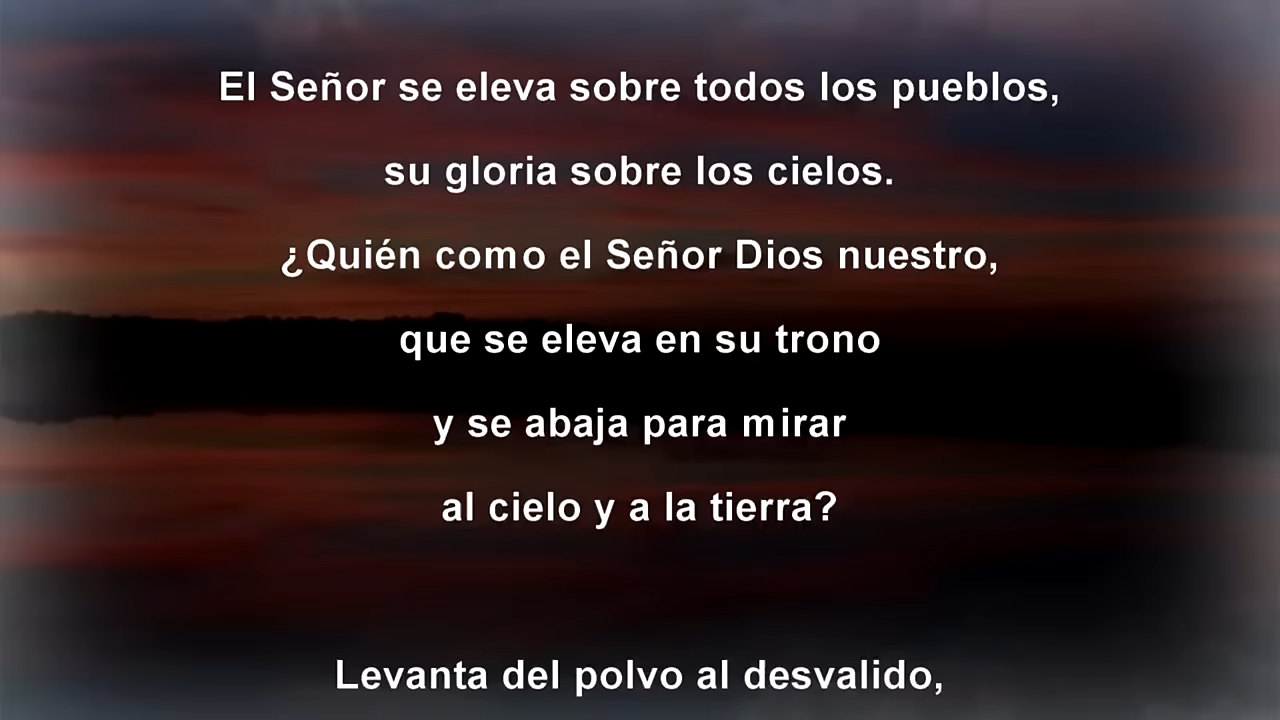 El Señor se eleva sobre todos los pueblos,
su gloria sobre los cielos.
¿Quién como el Señor Dios nuestro,
que se eleva en su trono
y se abaja para mirar
al cielo y a la tierra?
Levanta del polvo al desvalido,